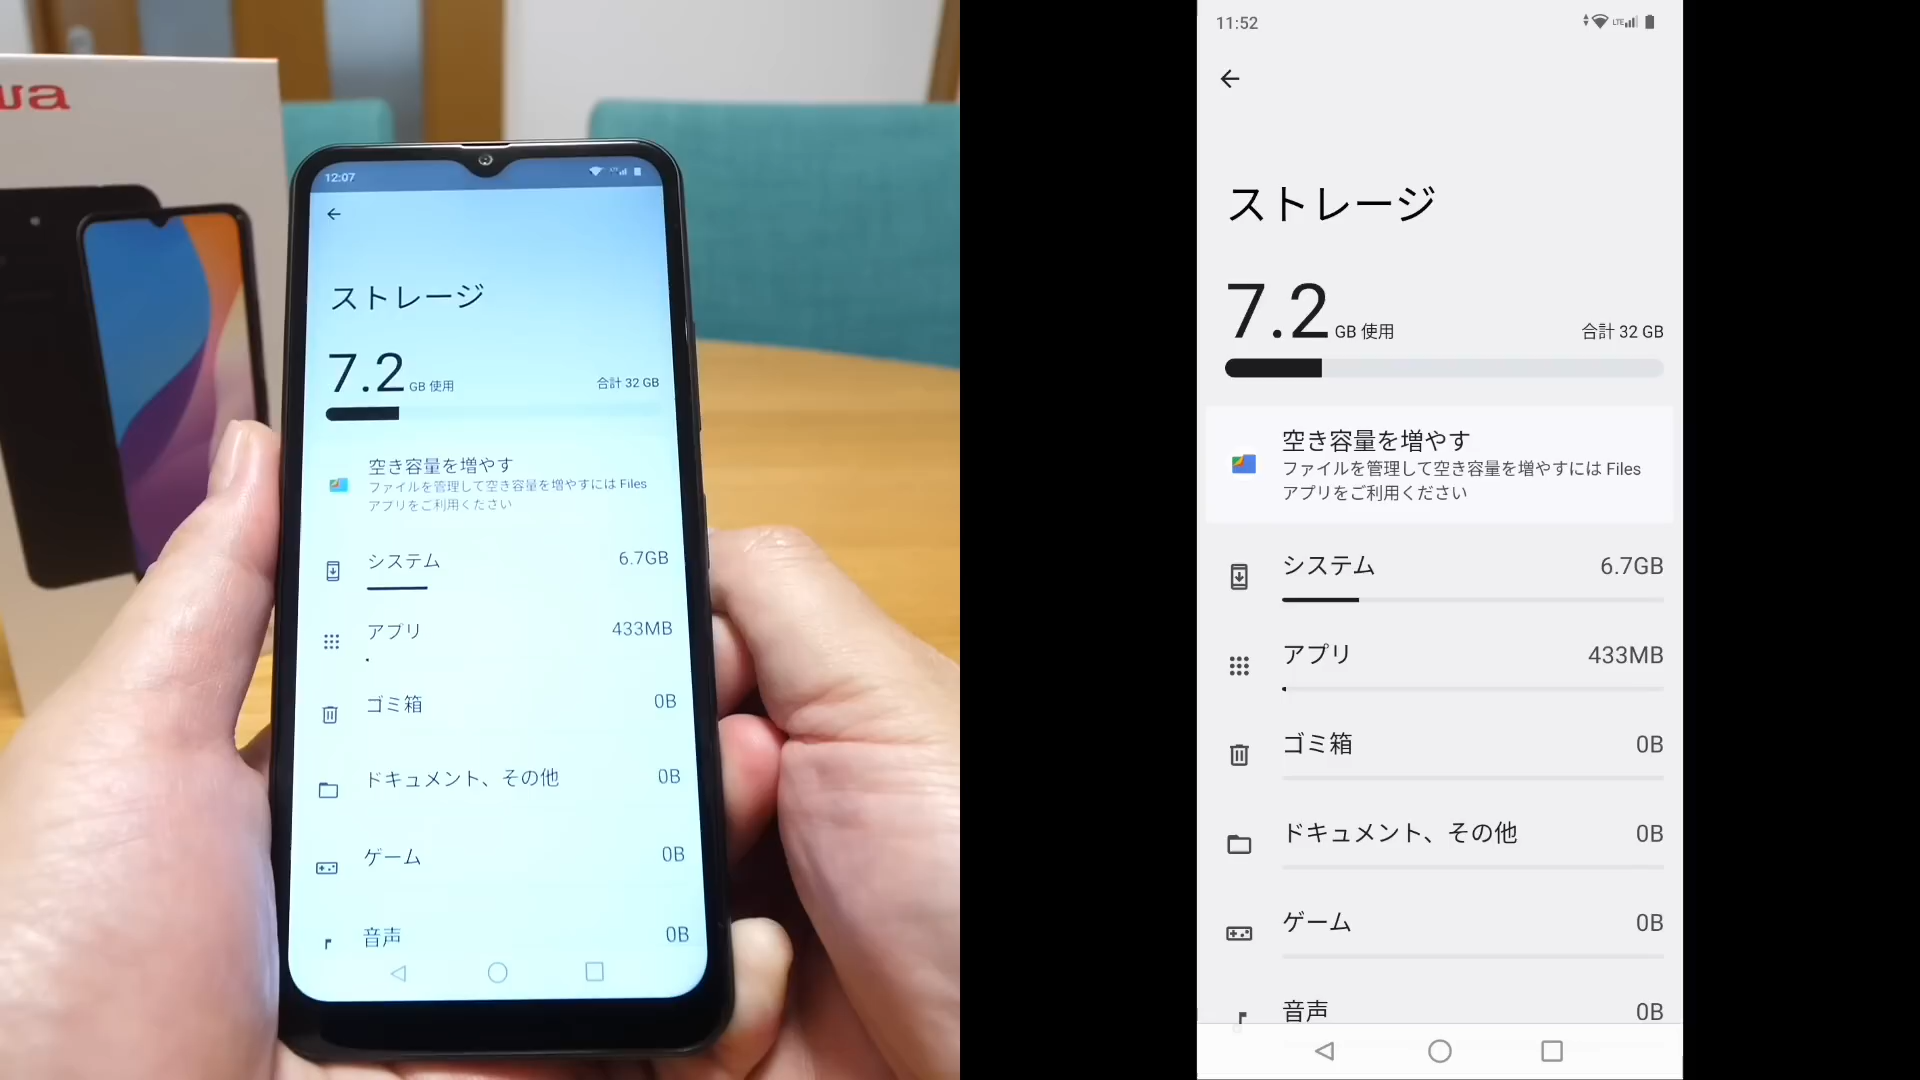 12:07
ストレージ
7.2 GB 使用
合計 32 GB
空き容量を増やす
ファイルを管理して空き容量を増やすには Files
アプリをご利用ください
システム 6.7GB
アプリ 433MB
ゴミ箱 0B
ドキュメント、その他 0B
ゲーム 0B
音声 0B
11:52
LTE
ストレージ
7.2 GB 使用
合計 32 GB
空き容量を増やす
ファイルを管理して空き容量を増やすには Files
アプリをご利用ください
システム 6.7GB
アプリ 433MB
ゴミ箱 0B
ドキュメント、その他 0B
ゲーム 0B
音声 0B